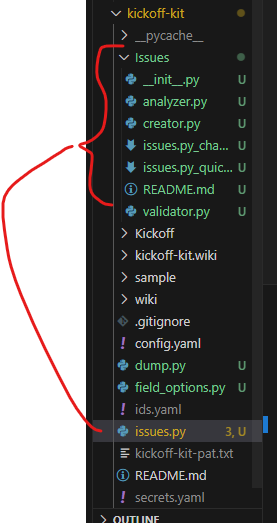 kickoff-kit
__pycache__
Issues
__init__.py U
analyzer.py U
creator.py U
issues.py_cha... U
issues.py_quic... U
README.md U
validator.py U
Kickoff
kickoff-kit.wiki
sample
wiki
.gitignore
config.yaml
dump.py U
field_options.py U
ids.yaml
issues.py 3, U
kickoff-kit-pat.txt
README.md
secrets.yaml
OUTLINE